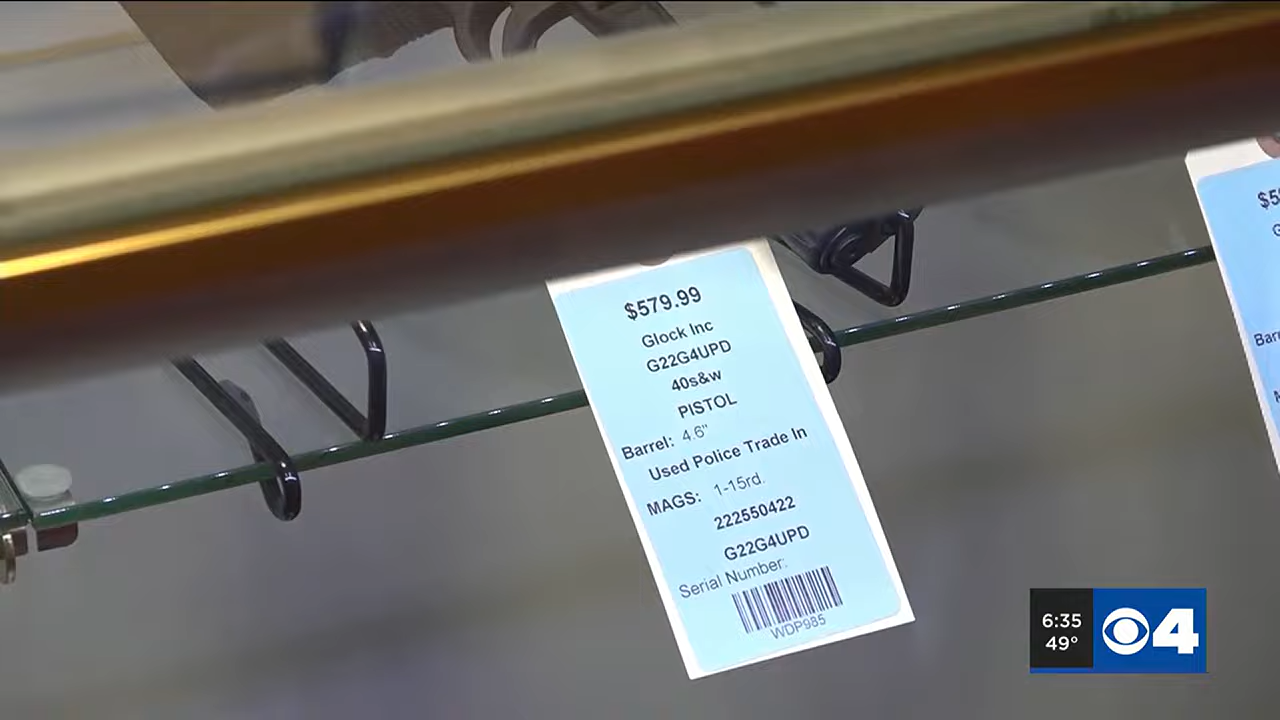 $579.99
Glock Inc
G22G4UPD
40s&w
PISTOL
Barrel: 4.6"
Used Police Trade In
MAGS: 1-15rd.
222550422
G22G4UPD
Serial Number:
WDP985
6:35
49°
4